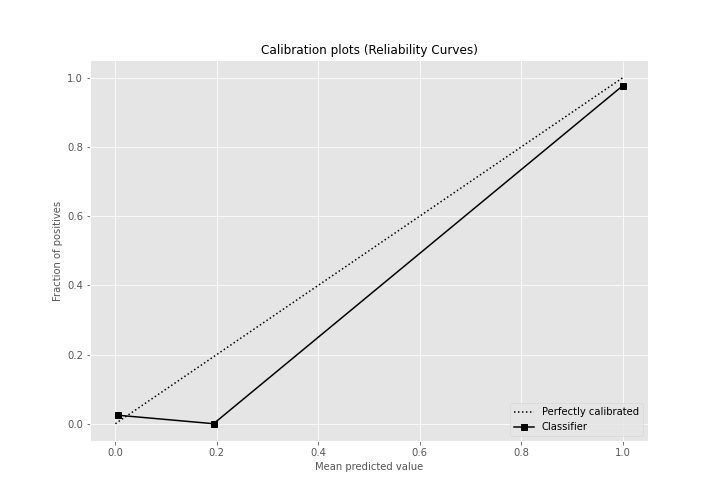 Calibration plots (Reliability Curves)
1.0
0.8
0.6
0.4
0.2
0.0
Fraction of positives
0.0 0.2 0.4 0.6 0.8 1.0
Mean predicted value
Perfectly calibrated
Classifier